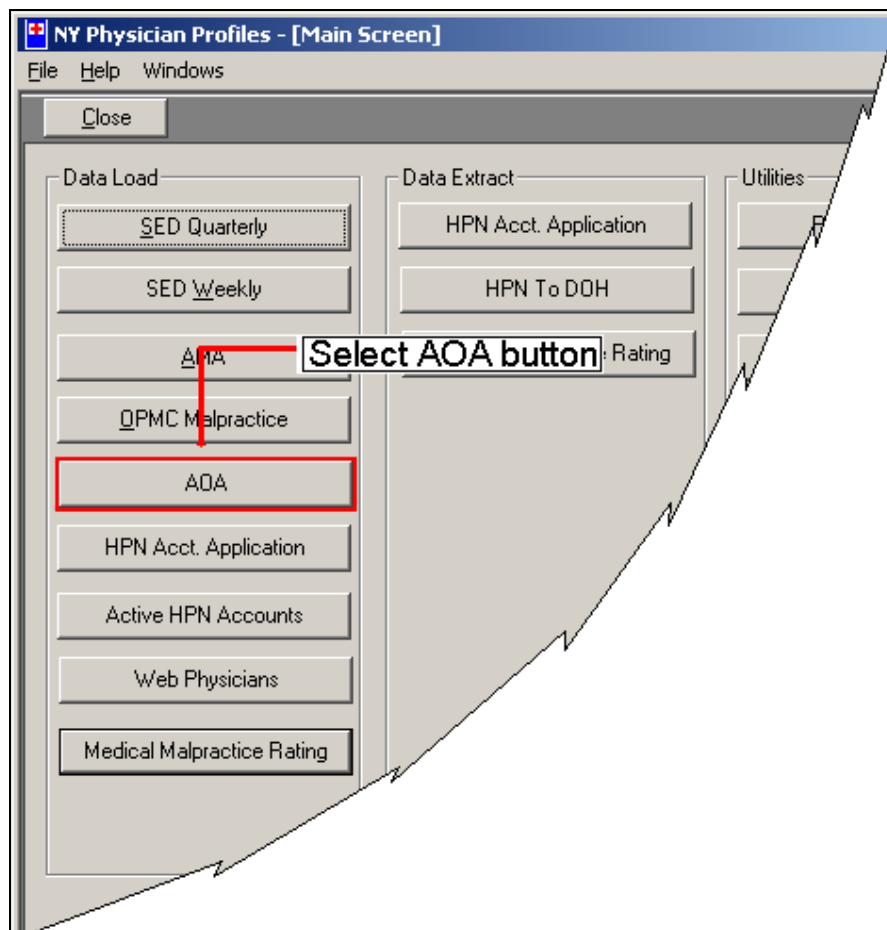 NY Physician Profiles - [Main Screen]
File Help Windows
Close
Data Load
SED Quarterly
SED Weekly
AMA
OPMC Malpractice
AOA
HPN Acct. Application
Active HPN Accounts
Web Physicians
Medical Malpractice Rating
Data Extract
HPN Acct. Application
HPN To DOH
Rating
Select AOA button
Utilities